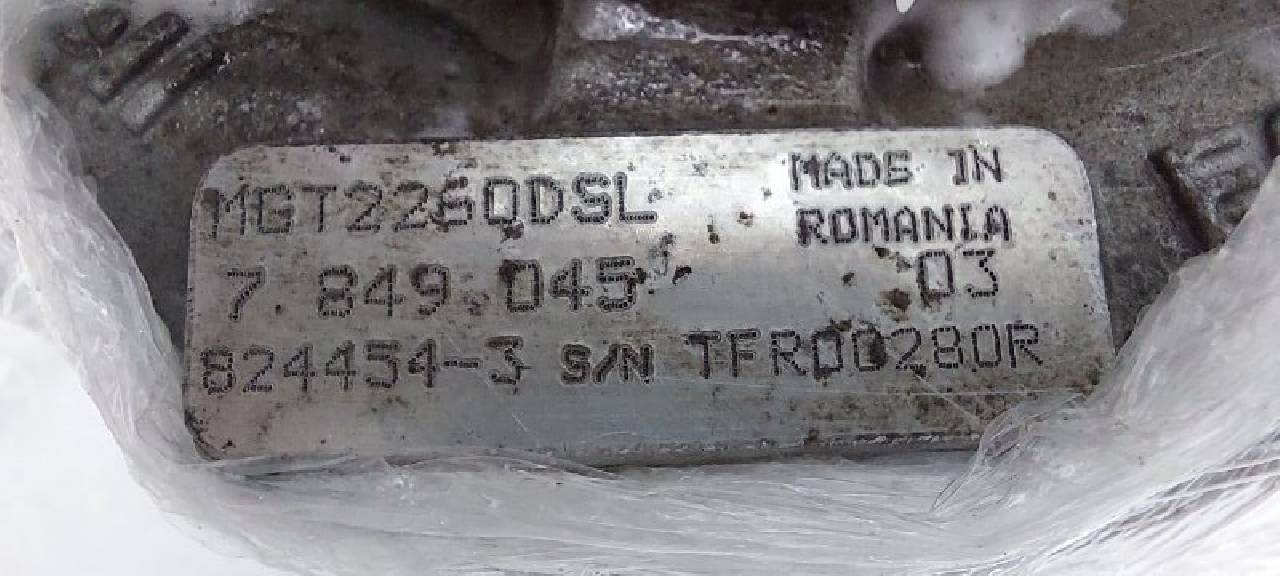 MGT2260DSL
MADE IN
ROMANIA
7 849 045
03
824454-3 S/N TFR00280R